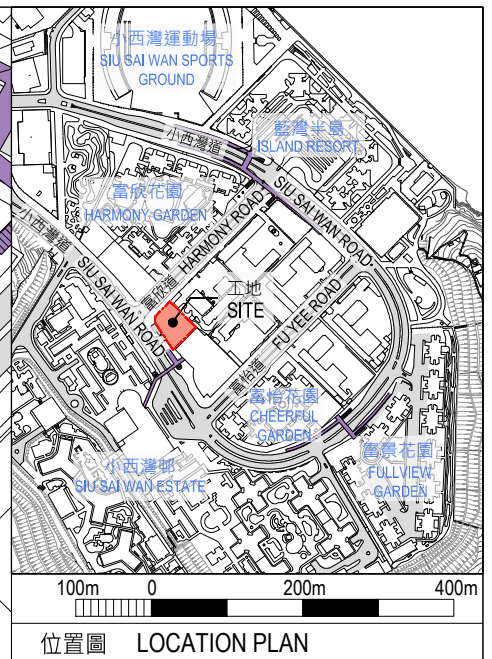 小西灣運動場
SIU SAI WAN SPORTS
GROUND
小西灣道
藍灣半島
ISLAND RESORT
富欣花園
HARMONY GARDEN
小西灣道
SIU SAI WAN ROAD
富欣道
HARMONY ROAD
SIU SAI WAN ROAD
工地
SITE
富怡道
FU YEE ROAD
富怡花園
CHEERFUL
GARDEN
小西灣邨
SIU SAI WAN ESTATE
富景花園
FULLVIEW
GARDEN
100m 0 200m 400m
位置圖 LOCATION PLAN